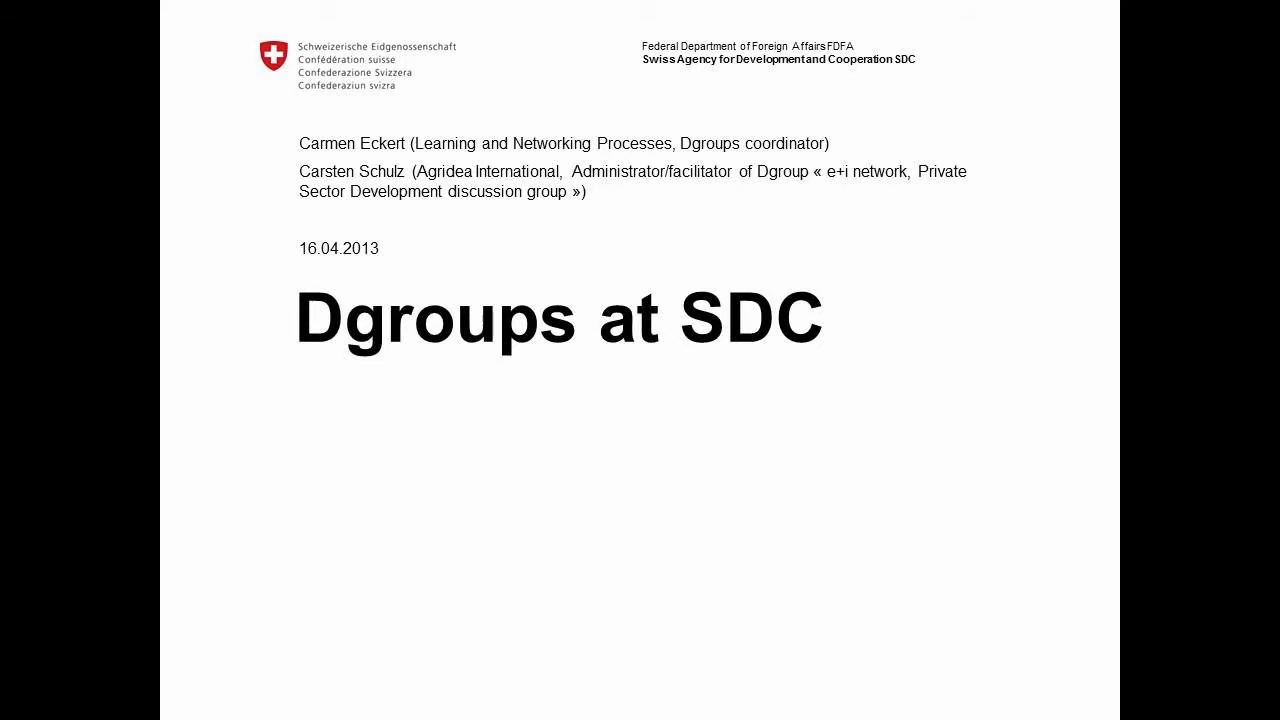 Schweizerische Eidgenossenschaft
Confédération suisse
Confederazione Svizzera
Confederaziun svizra
Federal Department of Foreign Affairs FDFA
Swiss Agency for Development and Cooperation SDC
Carmen Eckert (Learning and Networking Processes, Dgroups coordinator)
Carsten Schulz (Agridea International, Administrator/facilitator of Dgroup « e+i network, Private
Sector Development discussion group »)
16.04.2013
Dgroups at SDC